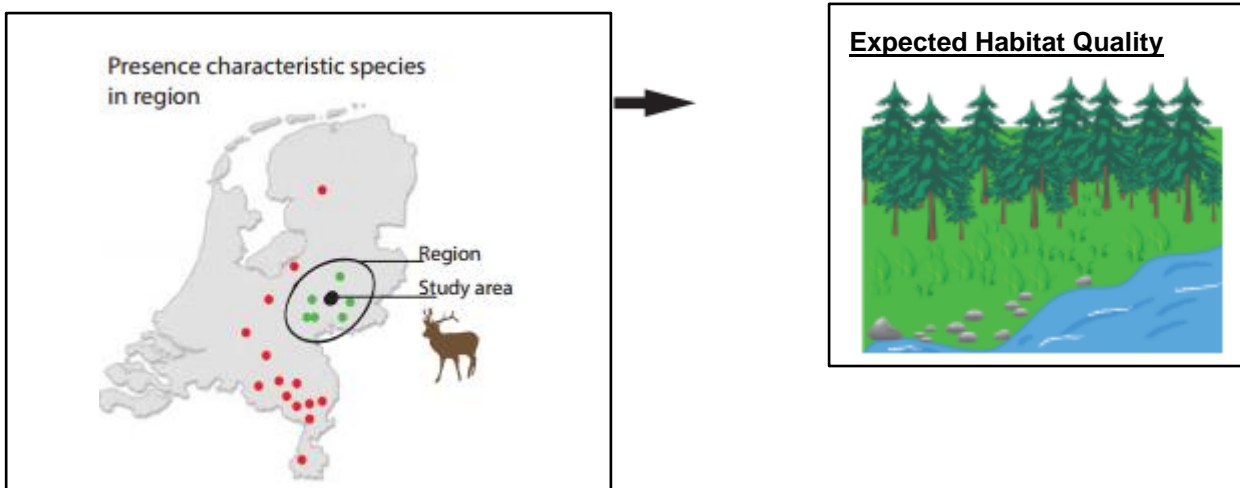 Presence characteristic species
in region
Region
Study area
Expected Habitat Quality